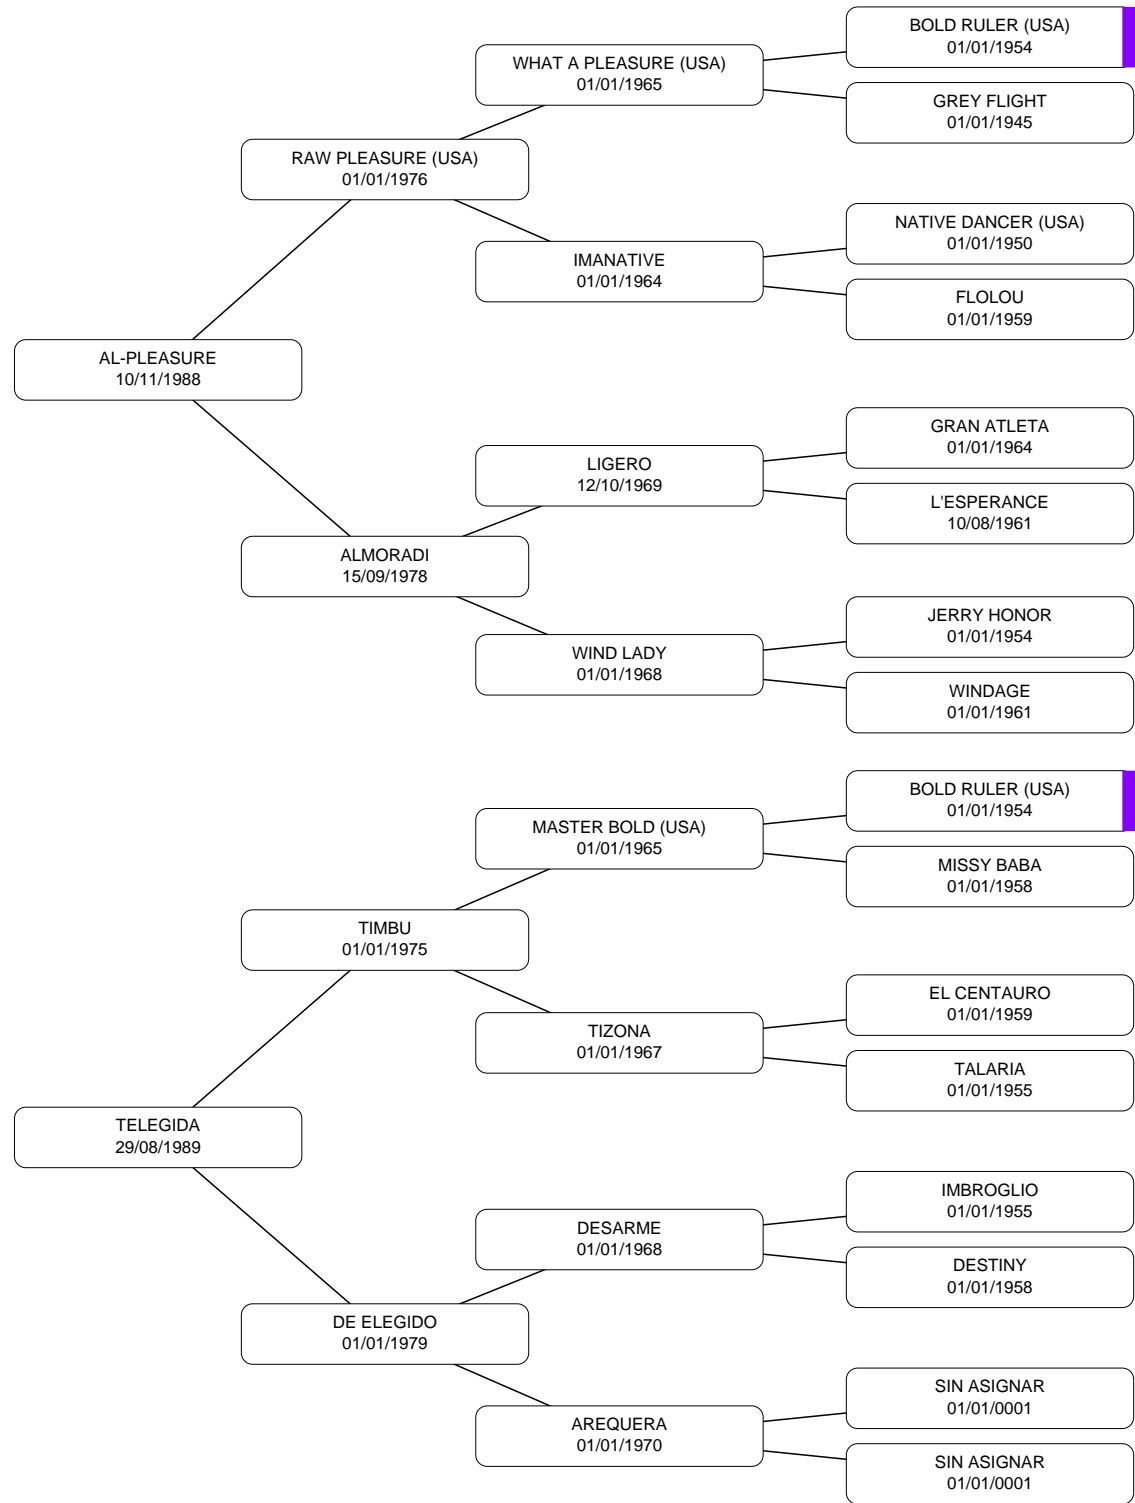 BOLD RULER (USA)
01/01/1954
WHAT A PLEASURE (USA)
01/01/1965
GREY FLIGHT
01/01/1945
RAW PLEASURE (USA)
01/01/1976
NATIVE DANCER (USA)
01/01/1950
IMANATIVE
01/01/1964
FLOLOU
01/01/1959
AL-PLEASURE
10/11/1988
GRAN ATLETA
01/01/1964
LIGERO
12/10/1969
L'ESPERANCE
10/08/1961
ALMORADI
15/09/1978
JERRY HONOR
01/01/1954
WIND LADY
01/01/1968
WINDAGE
01/01/1961
BOLD RULER (USA)
01/01/1954
MASTER BOLD (USA)
01/01/1965
MISSY BABA
01/01/1958
TIMBU
01/01/1975
EL CENTAURO
01/01/1959
TIZONA
01/01/1967
TALARIA
01/01/1955
TELEGIDA
29/08/1989
IMBROGLIO
01/01/1955
DESARME
01/01/1968
DESTINY
01/01/1958
DE ELEGIDO
01/01/1979
SIN ASIGNAR
01/01/0001
AREQUERA
01/01/1970
SIN ASIGNAR
01/01/0001